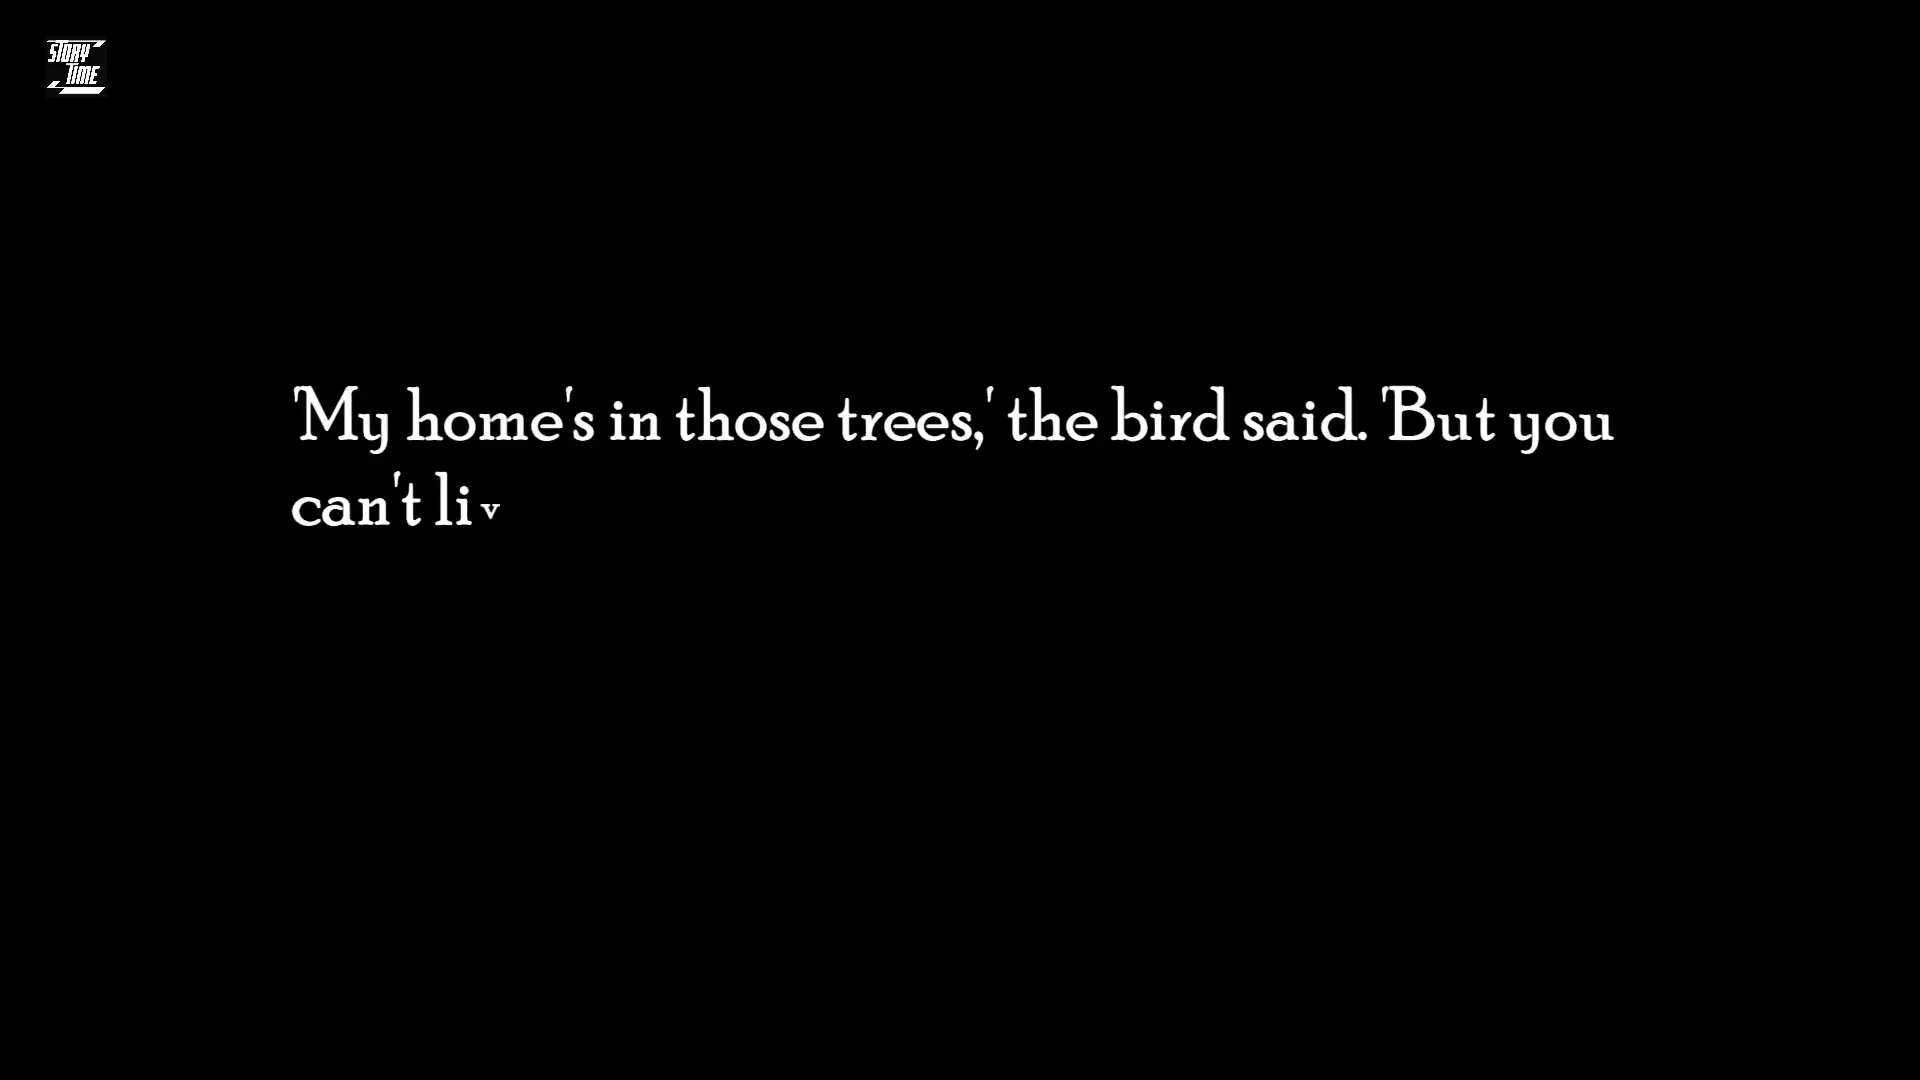 STORY
TIME
'My home's in those trees,' the bird said. 'But you
can't liv